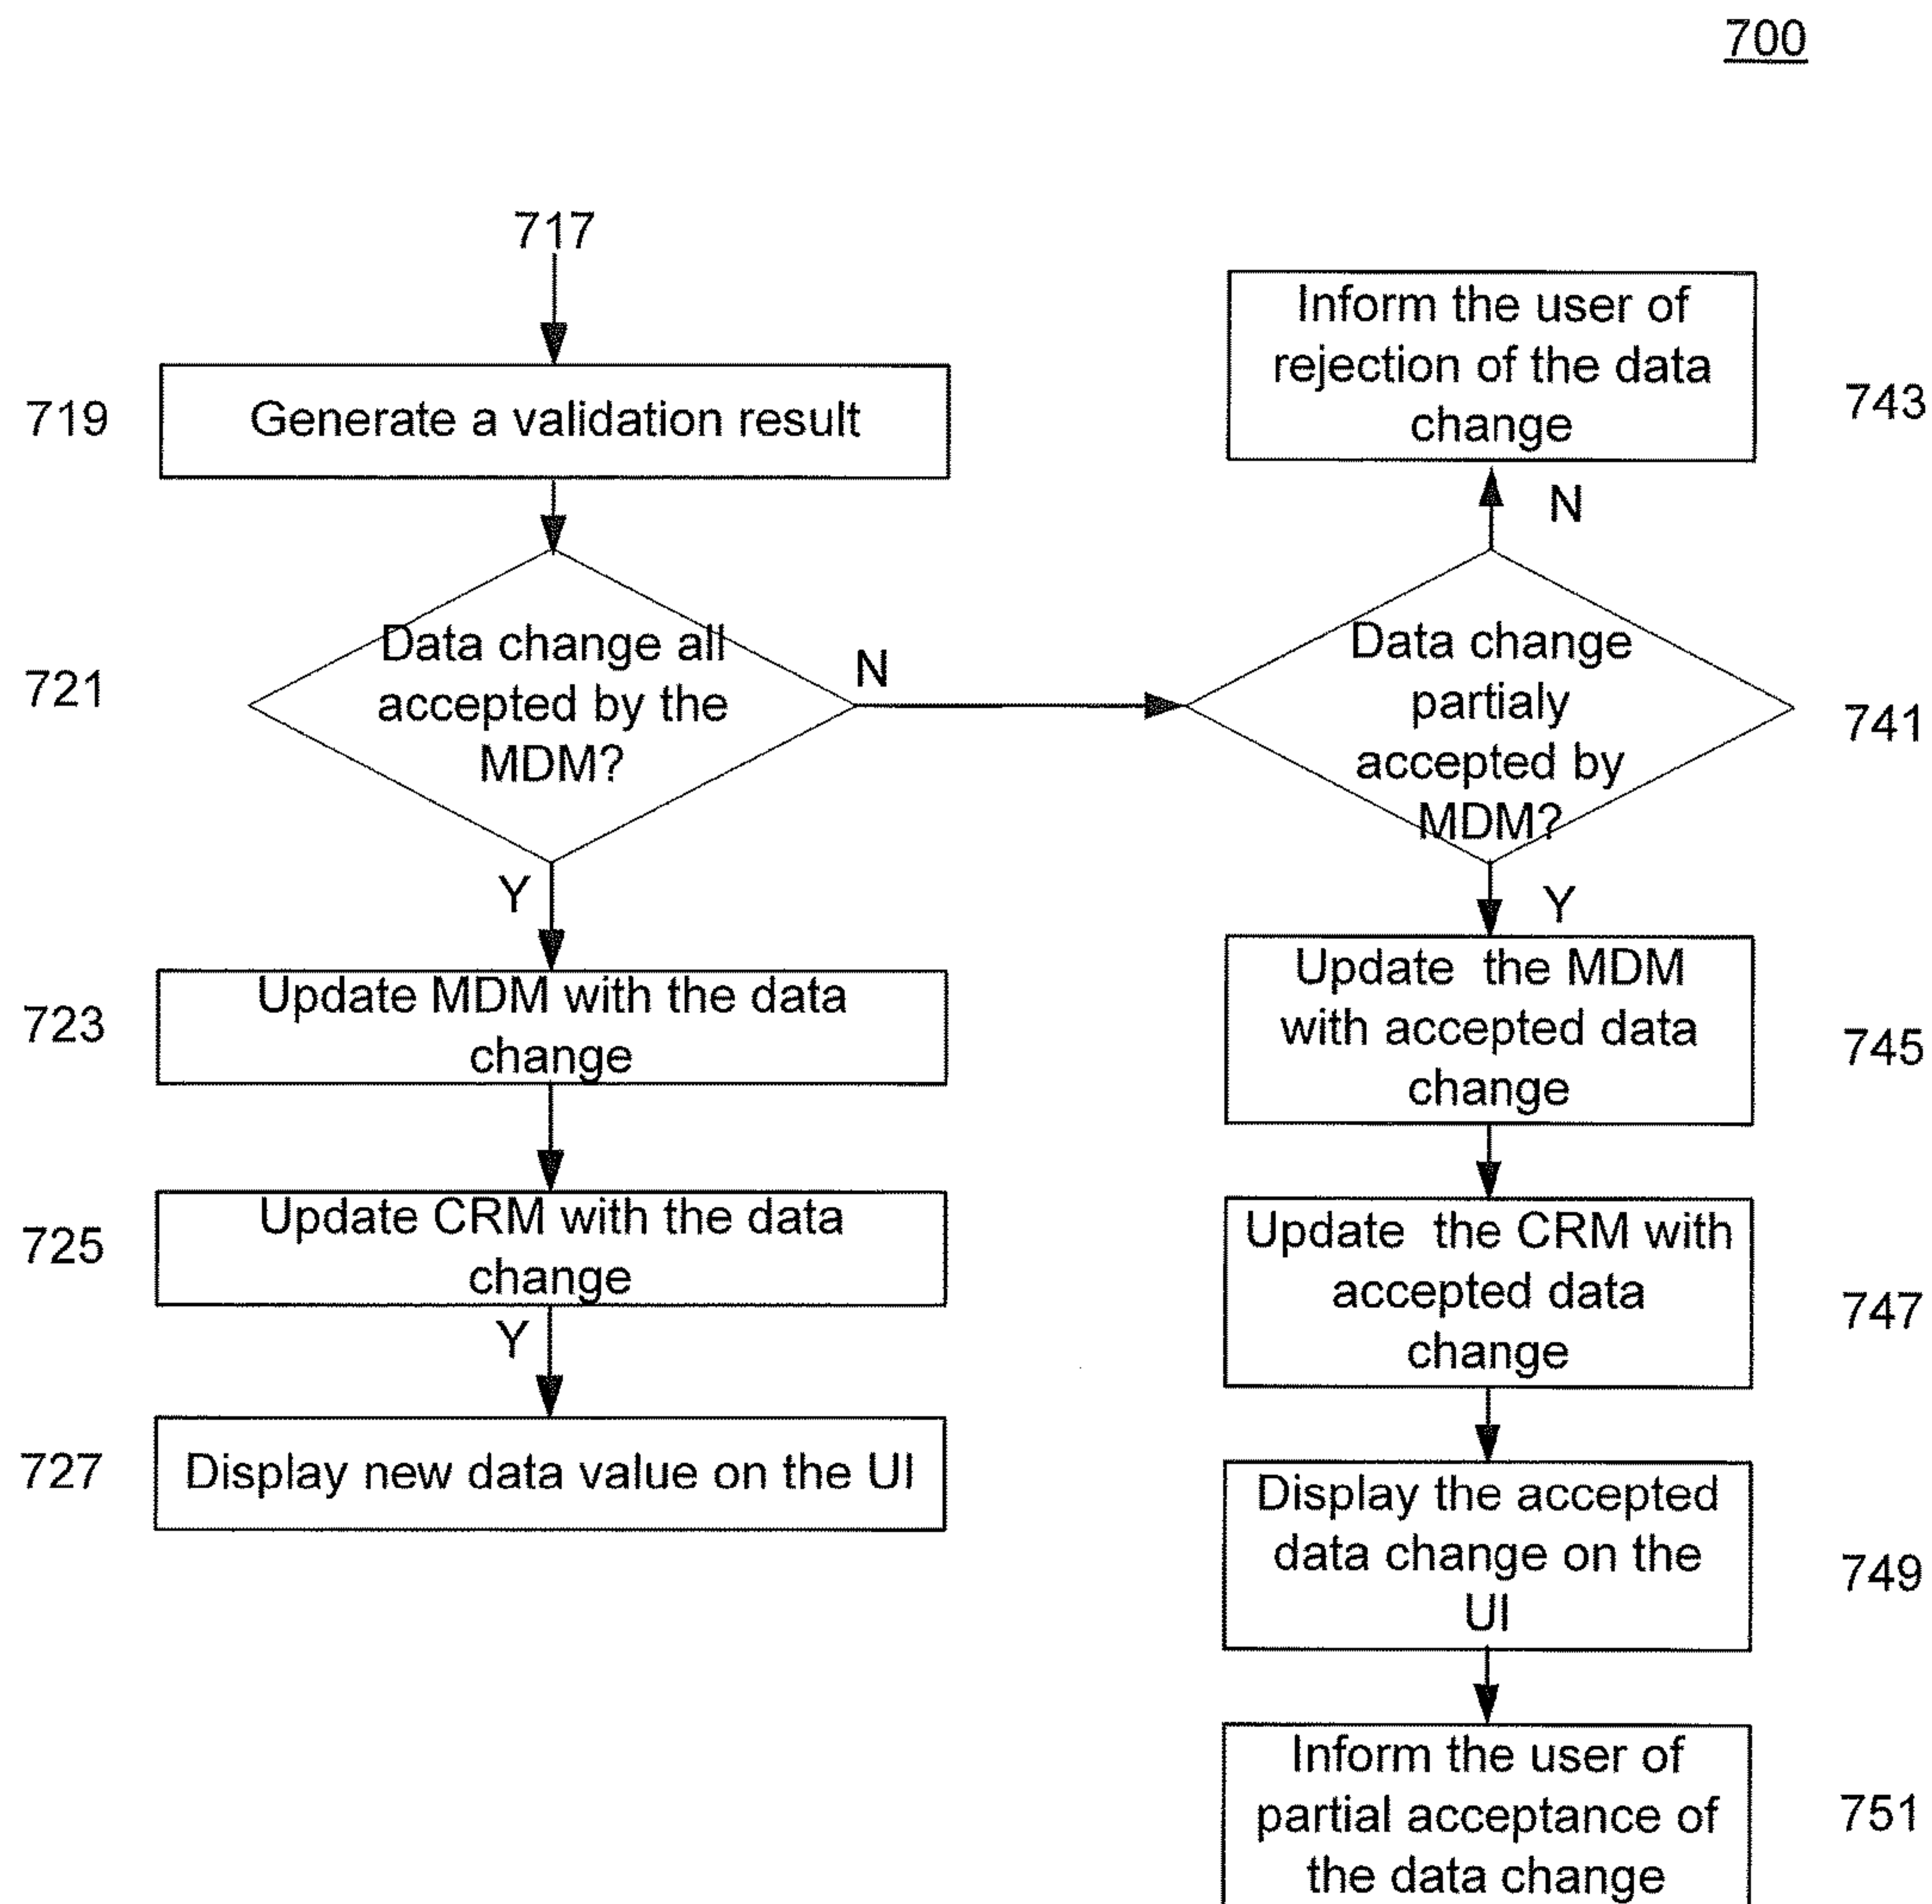 700
717
719
Generate a validation result
721
Data change all
accepted by the
MDM?
N
Y
723
Update MDM with the data
change
725
Update CRM with the data
change
Y
727
Display new data value on the UI
Inform the user of
rejection of the data
change
743
N
Data change
partialy
accepted by
MDM?
741
Y
Update the MDM
with accepted data
change
745
Update the CRM with
accepted data
change
747
Display the accepted
data change on the
UI
749
Inform the user of
partial acceptance of
the data change
751